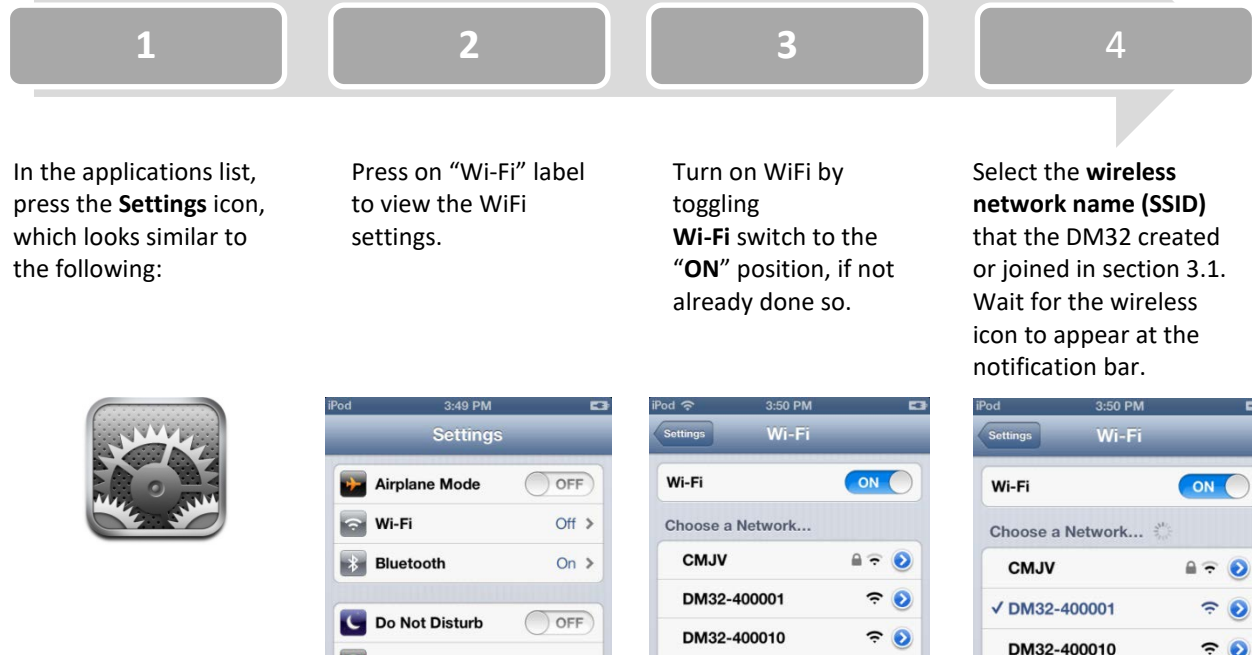 1
2
3
4
In the applications list,
press the Settings icon,
which looks similar to
the following:
Press on “Wi-Fi” label
to view the WiFi
settings.
Turn on WiFi by
toggling
Wi-Fi switch to the
“ON” position, if not
already done so.
Select the wireless
network name (SSID)
that the DM32 created
or joined in section 3.1.
Wait for the wireless
icon to appear at the
notification bar.
iPod 3:49 PM
Settings
Airplane Mode OFF
Wi-Fi Off
Bluetooth On
Do Not Disturb OFF
iPod 3:50 PM
Settings Wi-Fi
Wi-Fi ON
Choose a Network...
CMJV
DM32-400001
DM32-400010
iPod 3:50 PM
Settings Wi-Fi
Wi-Fi ON
Choose a Network...
CMJV
✓ DM32-400001
DM32-400010